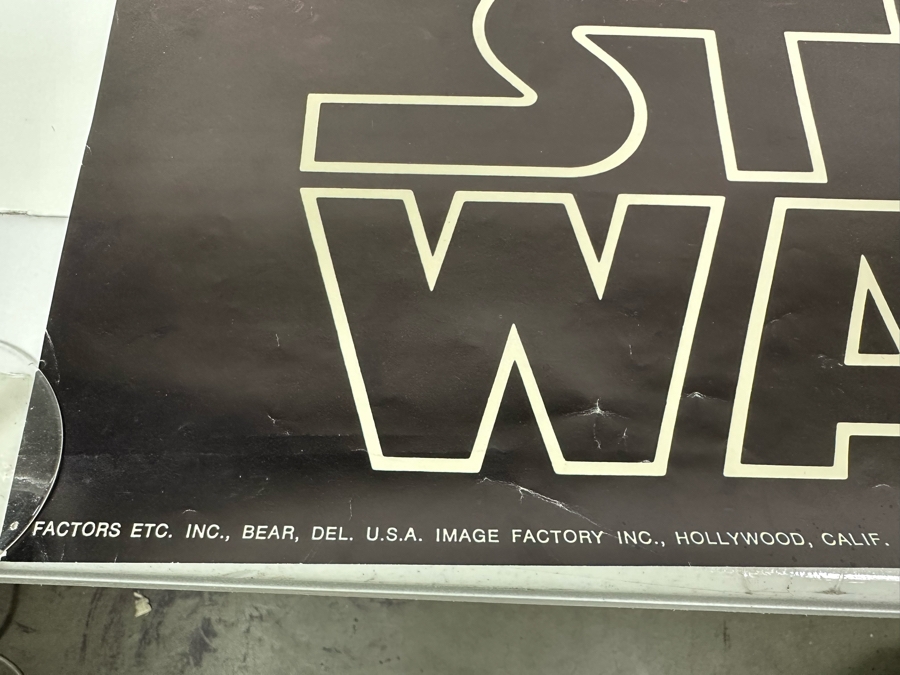 ST
WA
© FACTORS ETC. INC., BEAR, DEL. U.S.A. IMAGE FACTORY INC., HOLLYWOOD, CALIF.